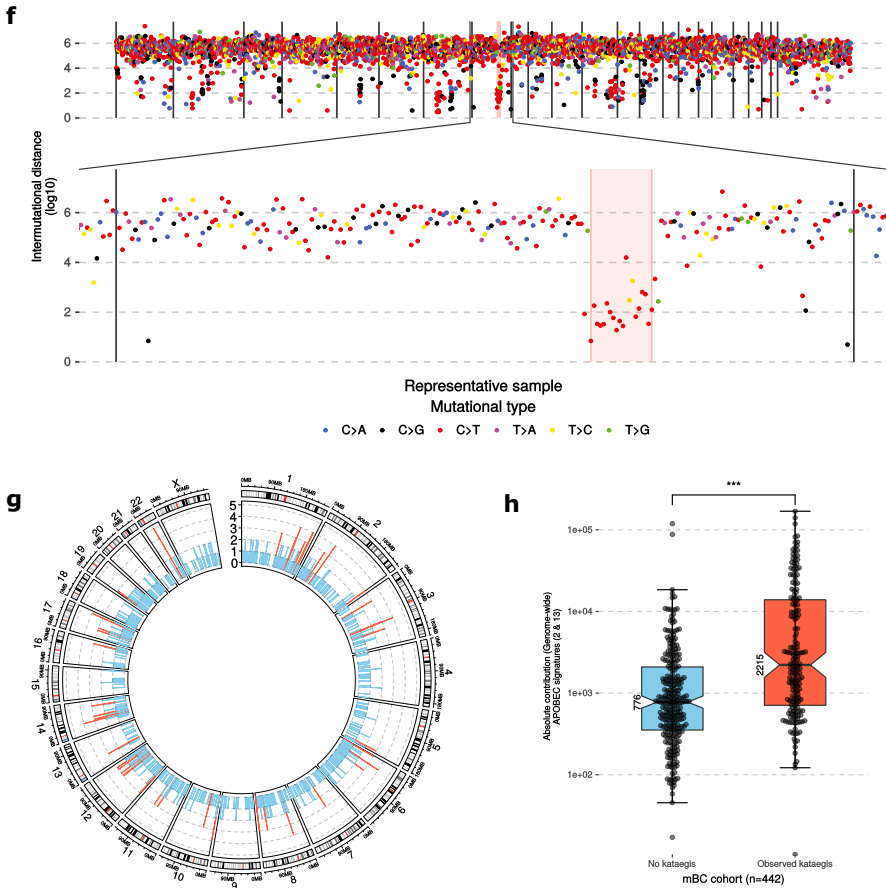 f
6
4
2
0
Intermutational distance
(log10)
6
4
2
0
Representative sample
Mutational type
C>A C>G C>T T>A T>C T>G
g
5
4
3
2
1
0
0MB 90MB 180MB
1
2
3
4
5
6
7
8
9
10
11
12
13
14
15
16
17
18
19
20
21
22
X
h
***
1e+05
1e+04
1e+03
1e+02
Absolute contribution (Genome-wide)
APOBEC signatures (2 & 13)
776
2215
No kataegis Observed kataegis
mBC cohort (n=442)